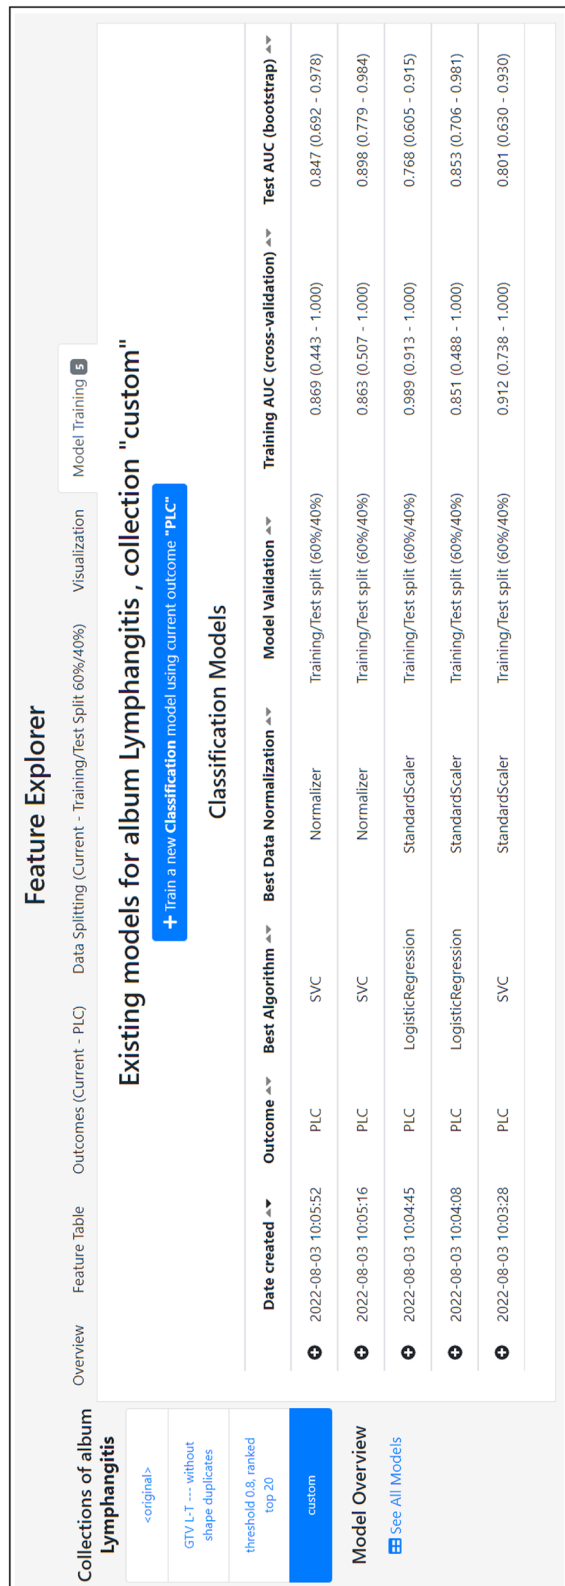 Feature Explorer
Collections of album
Lymphangitis
<original>
GTV L-T --- without
shape duplicates
threshold 0.8, ranked
top 20
custom
Model Overview
See All Models
Overview Feature Table Outcomes (Current - PLC) Data Splitting (Current - Training/Test Split 60%/40%) Visualization Model Training 5
Existing models for album Lymphangitis , collection "custom"
+ Train a new Classification model using current outcome "PLC"
Classification Models
Date created Outcome Best Algorithm Best Data Normalization Model Validation Training AUC (cross-validation) Test AUC (bootstrap)
2022-08-03 10:05:52 PLC SVC Normalizer Training/Test split (60%/40%) 0.869 (0.443 - 1.000) 0.847 (0.692 - 0.978)
2022-08-03 10:05:16 PLC SVC Normalizer Training/Test split (60%/40%) 0.863 (0.507 - 1.000) 0.898 (0.779 - 0.984)
2022-08-03 10:04:45 PLC LogisticRegression StandardScaler Training/Test split (60%/40%) 0.989 (0.913 - 1.000) 0.768 (0.605 - 0.915)
2022-08-03 10:04:08 PLC LogisticRegression StandardScaler Training/Test split (60%/40%) 0.851 (0.488 - 1.000) 0.853 (0.706 - 0.981)
2022-08-03 10:03:28 PLC SVC StandardScaler Training/Test split (60%/40%) 0.912 (0.738 - 1.000) 0.801 (0.630 - 0.930)